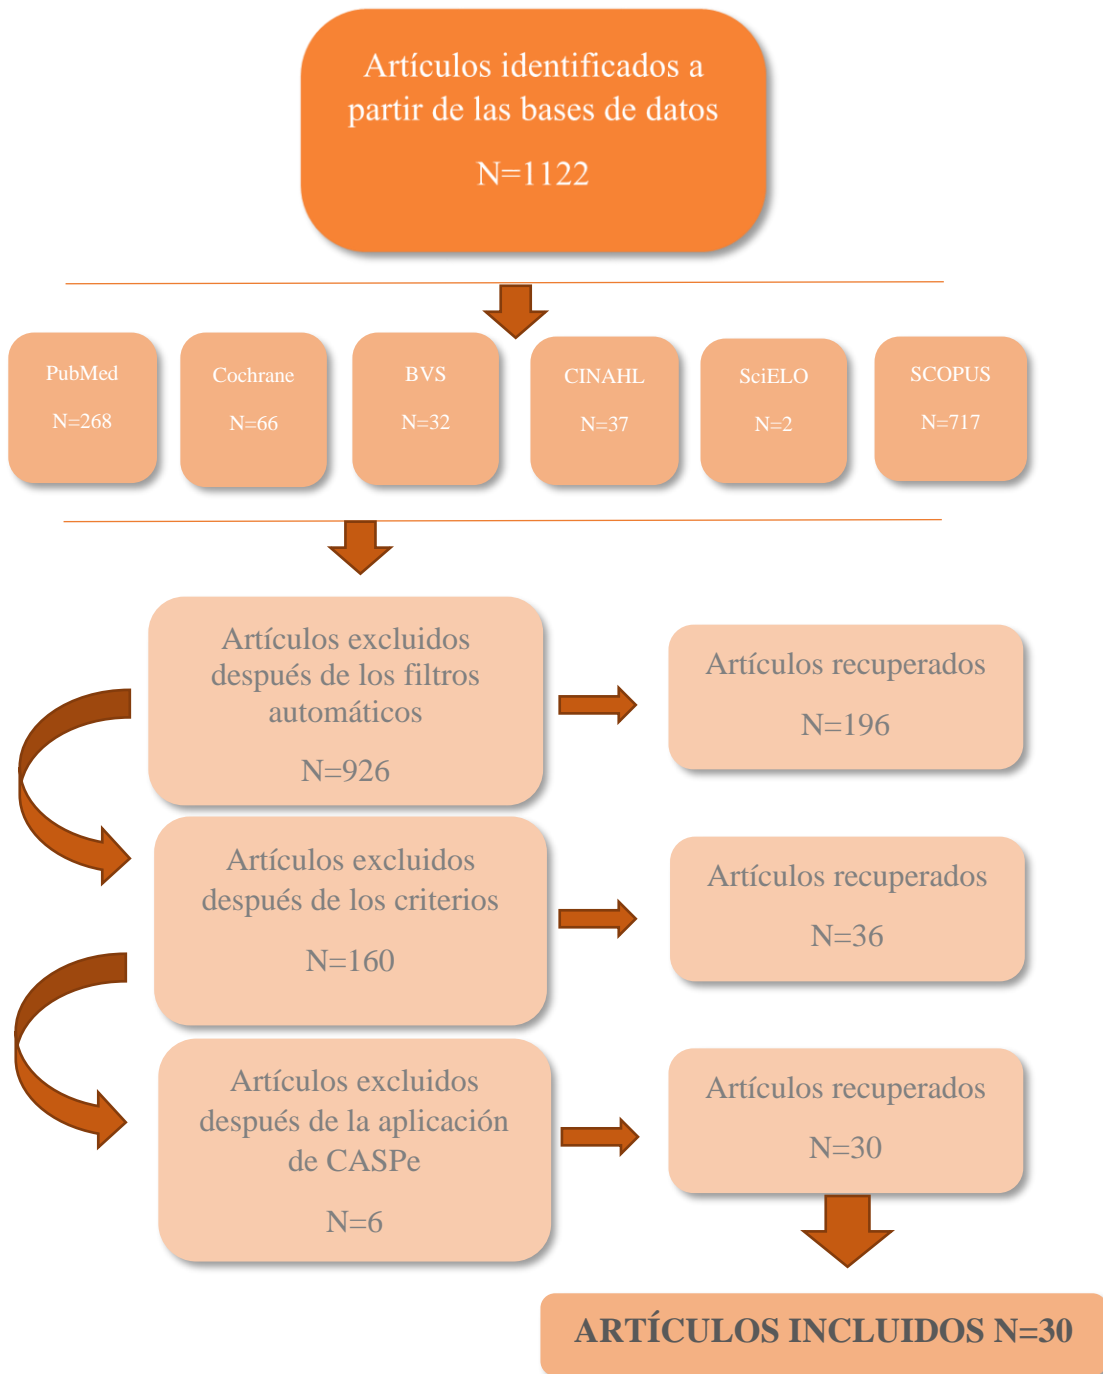 Artículos identificados a
partir de las bases de datos
N=1122
PubMed
N=268
Cochrane
N=66
BVS
N=32
CINAHL
N=37
SciELO
N=2
SCOPUS
N=717
Artículos excluidos
después de los filtros
automáticos
N=926
Artículos recuperados
N=196
Artículos excluidos
después de los criterios
N=160
Artículos recuperados
N=36
Artículos excluidos
después de la aplicación
de CASPe
N=6
Artículos recuperados
N=30
ARTÍCULOS INCLUIDOS N=30